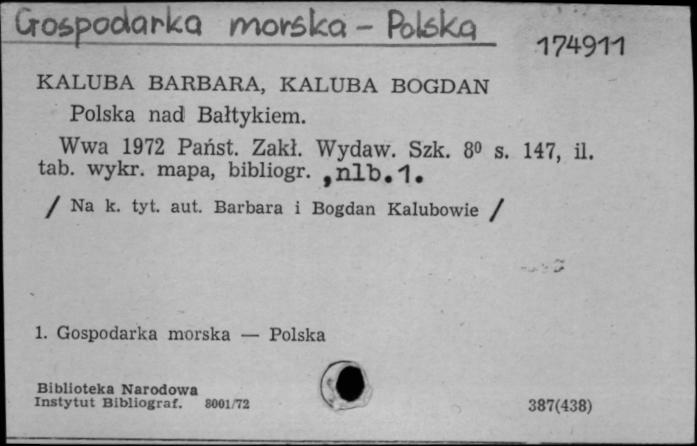 Gospodarka morska - Polska
174911
KALUBA BARBARA, KALUBA BOGDAN
Polska nad Bałtykiem.
Wwa 1972 Państ. Zakł. Wydaw. Szk. 8⁰ s. 147, il.
tab. wykr. mapa, bibliogr. ,nlb.1.
/ Na k. tyt. aut. Barbara i Bogdan Kalubowie /
1. Gospodarka morska — Polska
Biblioteka Narodowa
Instytut Bibliograf. 8001/72
387(438)